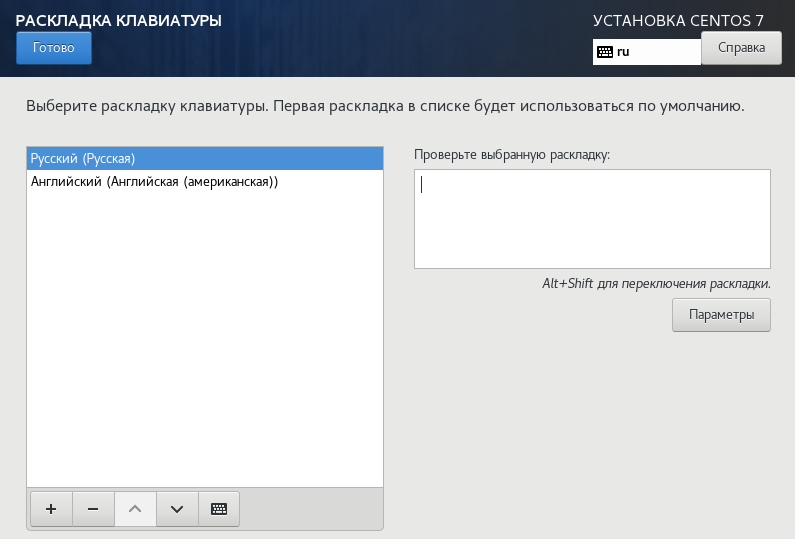 РАСКЛАДКА КЛАВИАТУРЫ
УСТАНОВКА CENTOS 7
Готово
ru
Справка
Выберите раскладку клавиатуры. Первая раскладка в списке будет использоваться по умолчанию.
Русский (Русская)
Английский (Английская (американская))
Проверьте выбранную раскладку:
Alt+Shift для переключения раскладки.
Параметры